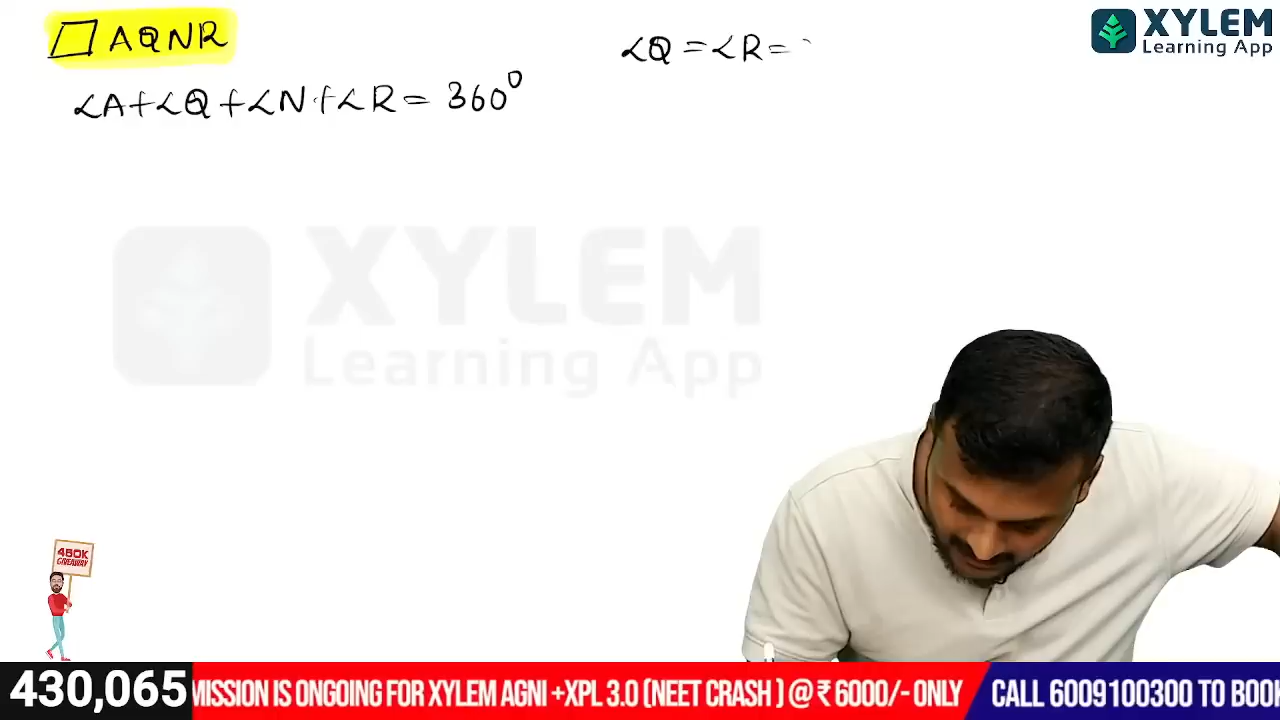 □ AQNR
∠Q = ∠R =
∠A+∠Q+∠N+∠R = 360°
XYLEM
Learning App
XYLEM
Learning App
450K
GIVEAWAY
430,065
MISSION IS ONGOING FOR XYLEM AGNI +XPL 3.0 (NEET CRASH ) @ ₹ 6000/- ONLY
CALL 6009100300 TO BOOK